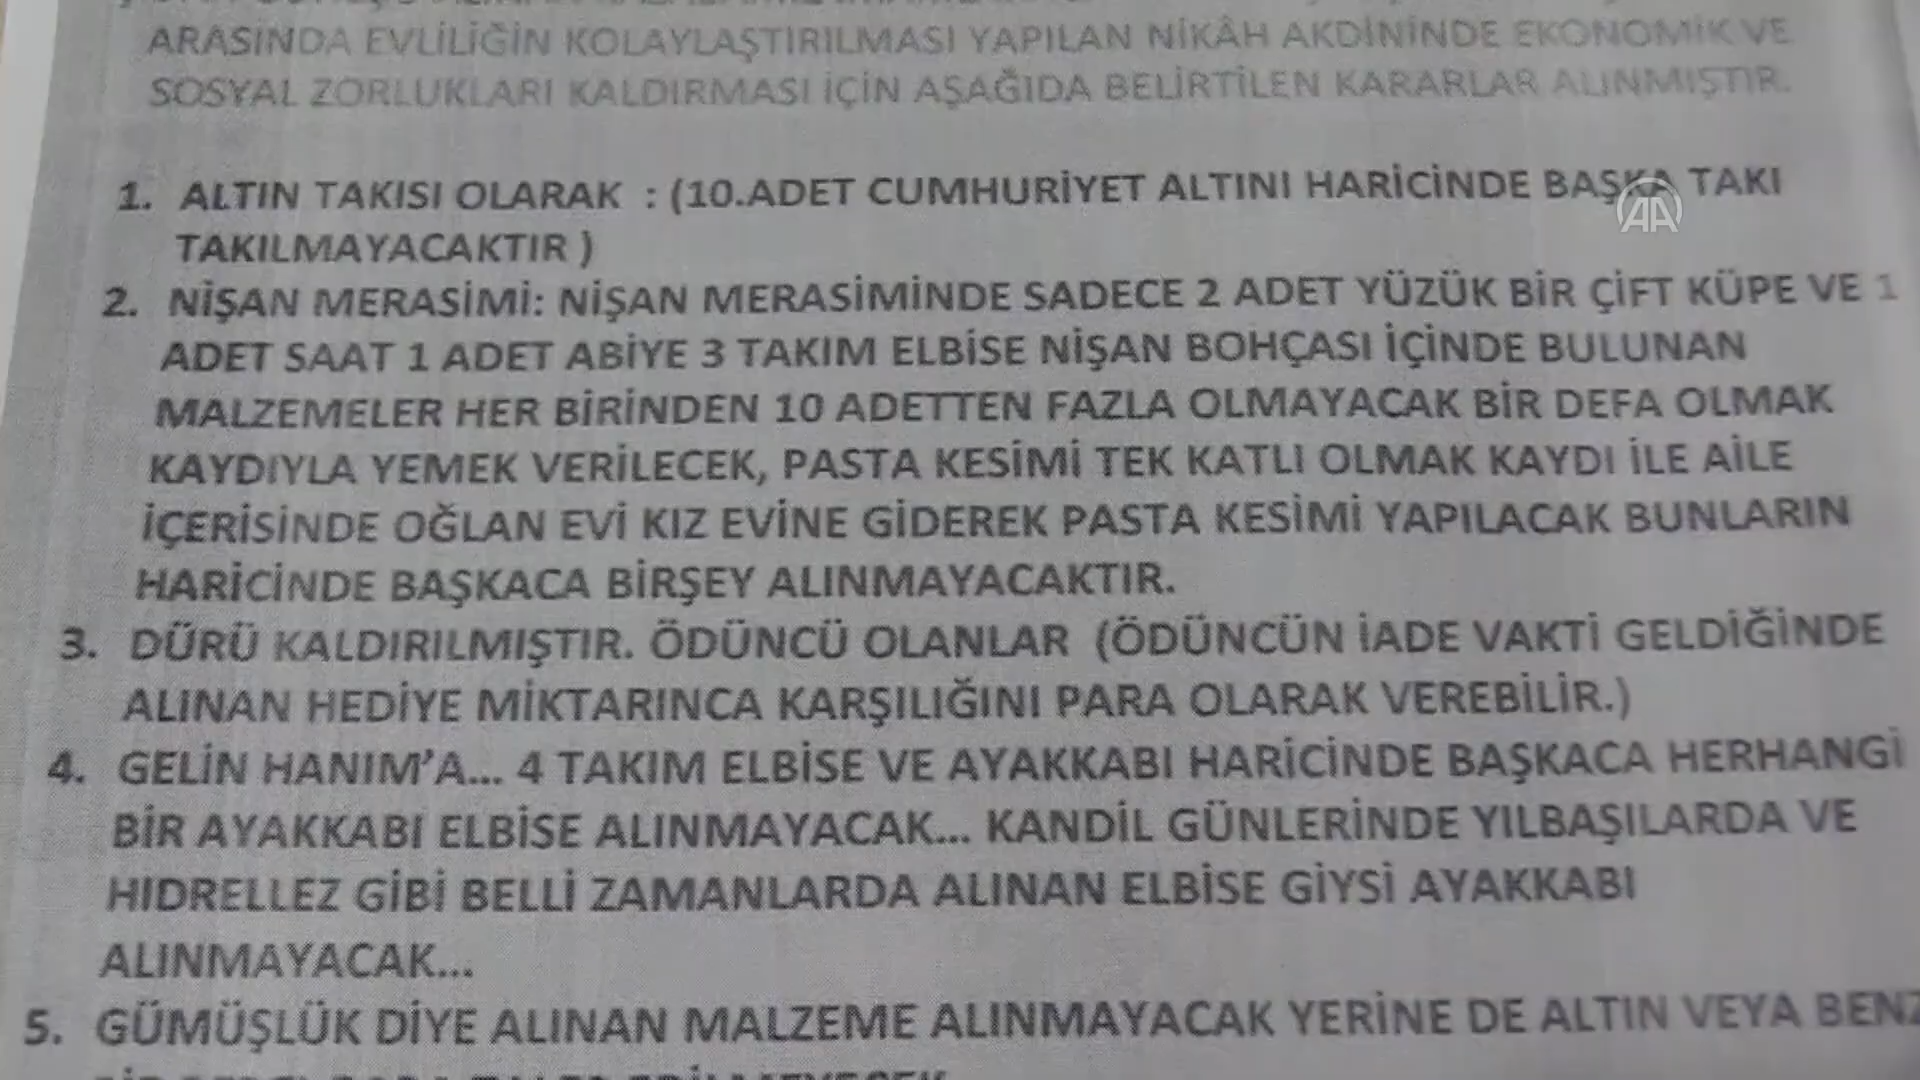 ARASINDA EVLİLİĞİN KOLAYLAŞTIRILMASI YAPILAN NİKÂH AKDİNİNDE EKONOMİK VE
SOSYAL ZORLUKLARI KALDIRMASI İÇİN AŞAĞIDA BELİRTİLEN KARARLAR ALINMIŞTIR.
1. ALTIN TAKISI OLARAK : (10.ADET CUMHURİYET ALTINI HARİCİNDE BAŞKA TAKI
TAKILMAYACAKTIR )
AA
2. NİŞAN MERASİMİ: NİŞAN MERASİMİNDE SADECE 2 ADET YÜZÜK BİR ÇİFT KÜPE VE 1
ADET SAAT 1 ADET ABİYE 3 TAKIM ELBİSE NİŞAN BOHÇASI İÇİNDE BULUNAN
MALZEMELER HER BİRİNDEN 10 ADETTEN FAZLA OLMAYACAK BİR DEFA OLMAK
KAYDIYLA YEMEK VERİLECEK, PASTA KESİMİ TEK KATLI OLMAK KAYDI İLE AİLE
İÇERİSİNDE OĞLAN EVİ KIZ EVİNE GİDEREK PASTA KESİMİ YAPILACAK BUNLARIN
HARİCİNDE BAŞKACA BİRŞEY ALINMAYACAKTIR.
3. DÜRÜ KALDIRILMIŞTIR. ÖDÜNCÜ OLANLAR (ÖDÜNCÜN İADE VAKTİ GELDİĞİNDE
ALINAN HEDİYE MİKTARINCA KARŞILIĞINI PARA OLARAK VEREBİLİR.)
4. GELİN HANIM'A... 4 TAKIM ELBİSE VE AYAKKABI HARİCİNDE BAŞKACA HERHANGİ
BİR AYAKKABI ELBİSE ALINMAYACAK... KANDİL GÜNLERİNDE YILBAŞILARDA VE
HIDRELLEZ GİBİ BELLİ ZAMANLARDA ALINAN ELBİSE GİYSİ AYAKKABI
ALINMAYACAK...
5. GÜMÜŞLÜK DİYE ALINAN MALZEME ALINMAYACAK YERİNE DE ALTIN VEYA BENZ